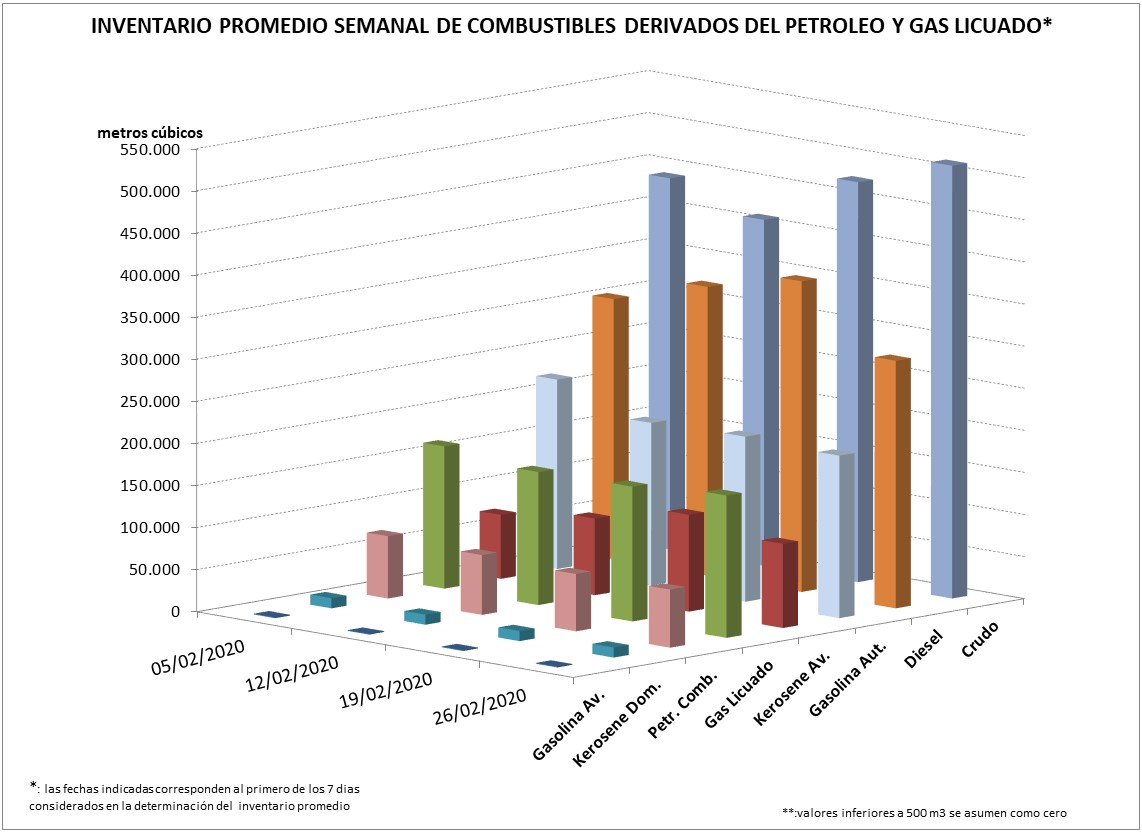 INVENTARIO PROMEDIO SEMANAL DE COMBUSTIBLES DERIVADOS DEL PETROLEO Y GAS LICUADO*
metros cúbicos
550.000
500.000
450.000
400.000
350.000
300.000
250.000
200.000
150.000
100.000
50.000
0
05/02/2020
12/02/2020
19/02/2020
26/02/2020
Gasolina Av.
Kerosene Dom.
Petr. Comb.
Gas Licuado
Kerosene Av.
Gasolina Aut.
Diesel
Crudo
*: las fechas indicadas corresponden al primero de los 7 dias
considerados en la determinación del inventario promedio
**:valores inferiores a 500 m3 se asumen como cero